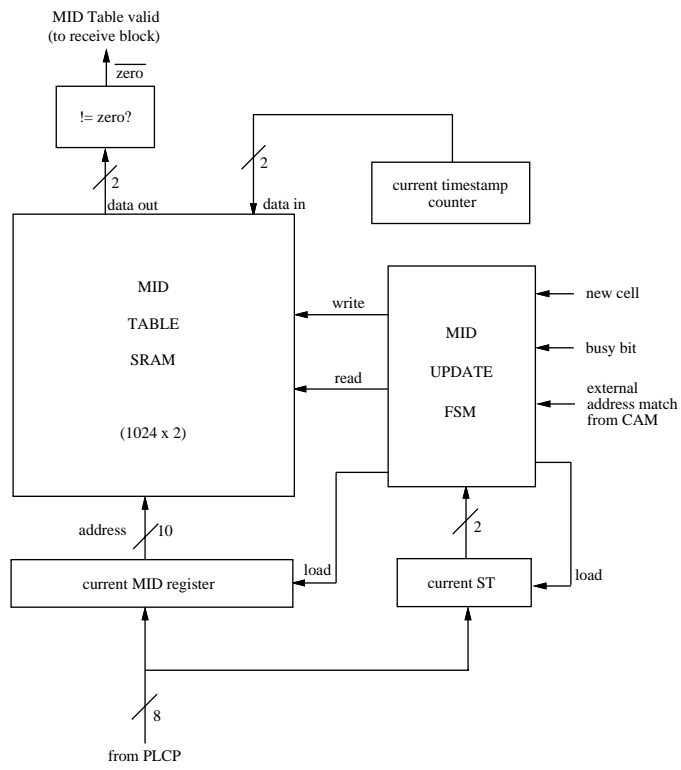 MID Table valid
(to receive block)
zero
!= zero?
2
2
data out
data in
current timestamp
counter
MID
TABLE
SRAM
(1024 x 2)
write
read
MID
UPDATE
FSM
new cell
busy bit
external
address match
from CAM
address
10
2
load
load
current MID register
current ST
8
from PLCP